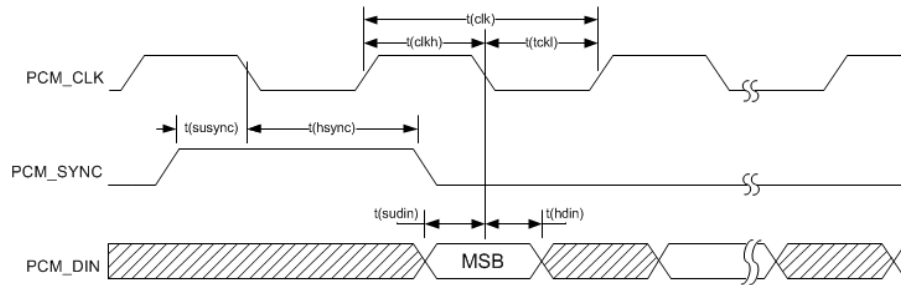 t(clk)
t(clkh) t(tckl)
PCM_CLK
t(susync) t(hsync)
PCM_SYNC
t(sudin) t(hdin)
PCM_DIN MSB